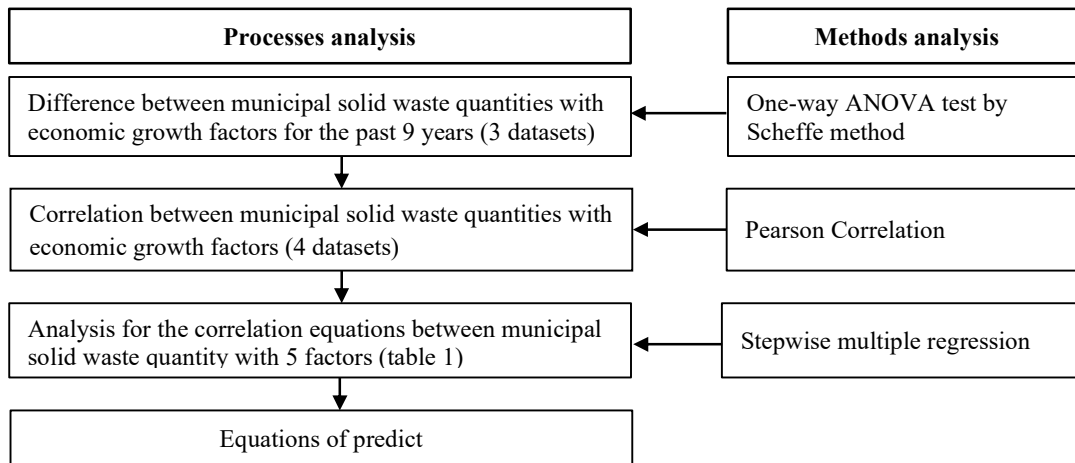 Processes analysis
Methods analysis
Difference between municipal solid waste quantities with
economic growth factors for the past 9 years (3 datasets)
One-way ANOVA test by
Scheffe method
Correlation between municipal solid waste quantities with
economic growth factors (4 datasets)
Pearson Correlation
Analysis for the correlation equations between municipal
solid waste quantity with 5 factors (table 1)
Stepwise multiple regression
Equations of predict